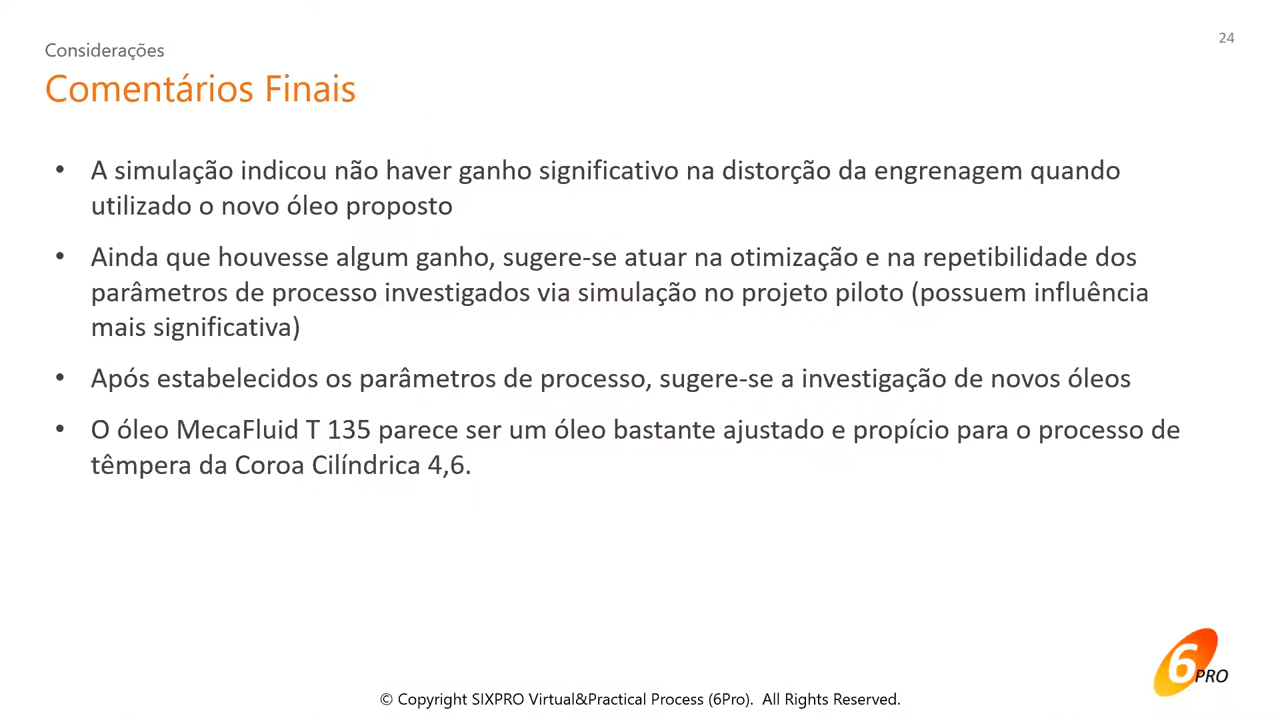 Considerações
24
Comentários Finais
• A simulação indicou não haver ganho significativo na distorção da engrenagem quando
utilizado o novo óleo proposto
• Ainda que houvesse algum ganho, sugere-se atuar na otimização e na repetibilidade dos
parâmetros de processo investigados via simulação no projeto piloto (possuem influência
mais significativa)
• Após estabelecidos os parâmetros de processo, sugere-se a investigação de novos óleos
• O óleo MecaFluid T 135 parece ser um óleo bastante ajustado e propício para o processo de
têmpera da Coroa Cilíndrica 4,6.
6PRO
© Copyright SIXPRO Virtual&Practical Process (6Pro). All Rights Reserved.